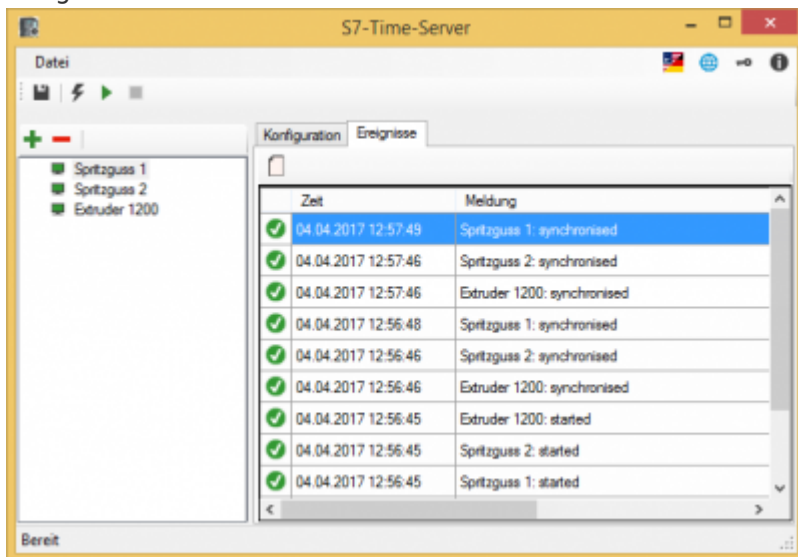 S7-Time-Server
Datei
Konfiguration Ereignisse
Spritzguss 1
Spritzguss 2
Extruder 1200
Zeit Meldung
04.04.2017 12:57:49 Spritzguss 1: synchronised
04.04.2017 12:57:46 Spritzguss 2: synchronised
04.04.2017 12:57:46 Extruder 1200: synchronised
04.04.2017 12:56:48 Spritzguss 1: synchronised
04.04.2017 12:56:46 Spritzguss 2: synchronised
04.04.2017 12:56:46 Extruder 1200: synchronised
04.04.2017 12:56:45 Extruder 1200: started
04.04.2017 12:56:45 Spritzguss 2: started
04.04.2017 12:56:45 Spritzguss 1: started
Bereit